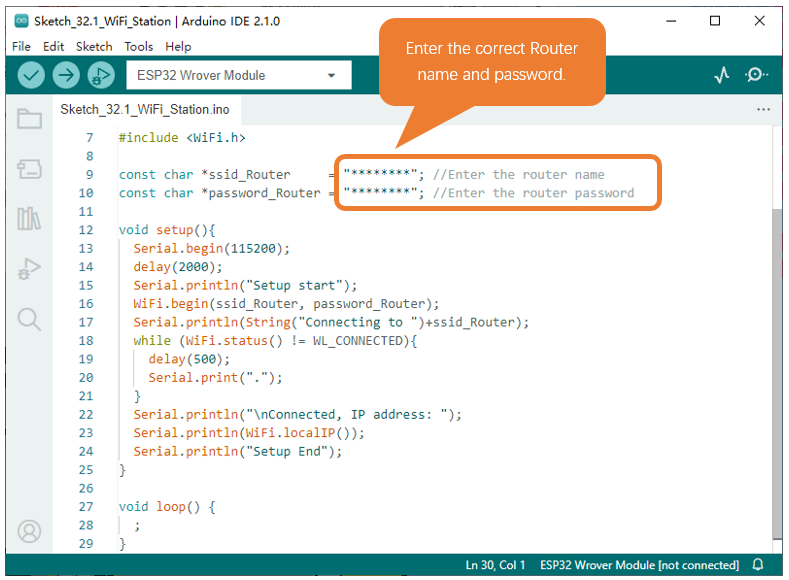 Sketch_32.1_WiFi_Station | Arduino IDE 2.1.0
File Edit Sketch Tools Help
Enter the correct Router
name and password.
ESP32 Wrover Module
Sketch_32.1_WiFi_Station.ino
7 #include <WiFi.h>
8
9 const char *ssid_Router     = "********"; //Enter the router name
10 const char *password_Router = "********"; //Enter the router password
11
12 void setup(){
13   Serial.begin(115200);
14   delay(2000);
15   Serial.println("Setup start");
16   WiFi.begin(ssid_Router, password_Router);
17   Serial.println(String("Connecting to ")+ssid_Router);
18   while (WiFi.status() != WL_CONNECTED){
19     delay(500);
20     Serial.print(".");
21   }
22   Serial.println("\nConnected, IP address: ");
23   Serial.println(WiFi.localIP());
24   Serial.println("Setup End");
25 }
26
27 void loop() {
28   ;
29 }
Ln 30, Col 1 ESP32 Wrover Module [not connected]